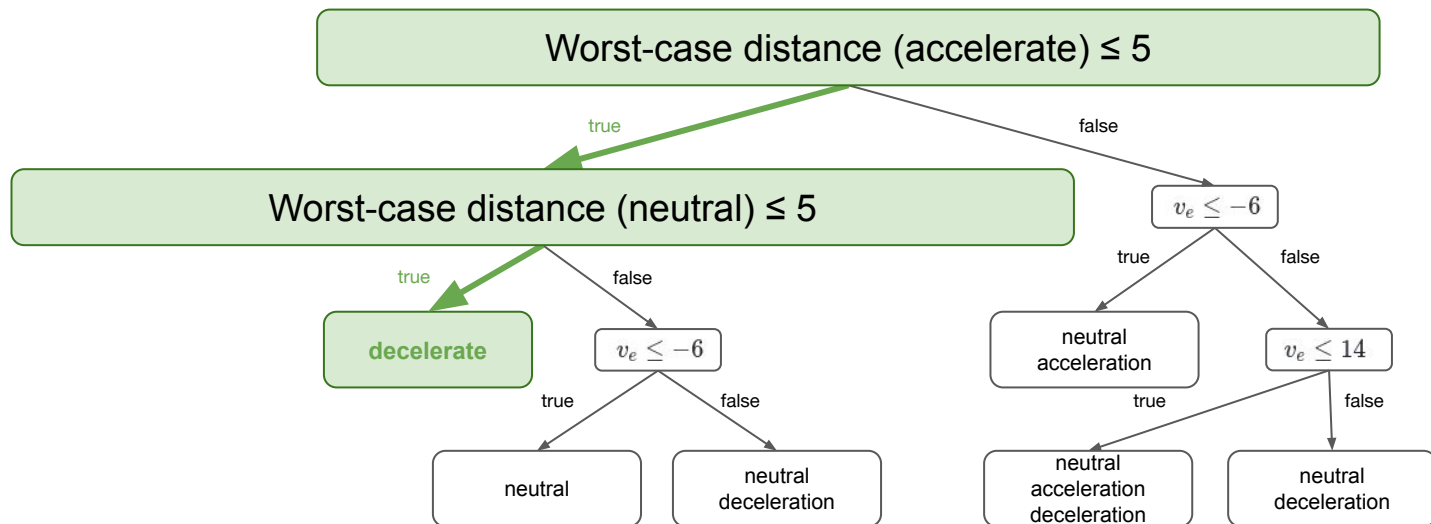 Worst-case distance (accelerate) ≤ 5
true
false
Worst-case distance (neutral) ≤ 5
v_e ≤ −6
true
false
true
false
decelerate
v_e ≤ −6
neutral
acceleration
v_e ≤ 14
true
false
true
false
neutral
neutral
deceleration
neutral
acceleration
deceleration
neutral
deceleration